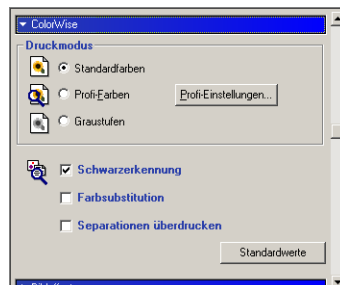 ColorWise
Druckmodus
Standardfarben
Profi-Farben
Profi-Einstellungen...
Graustufen
Schwarzerkennung
Farbsubstitution
Separationen überdrucken
Standardwerte